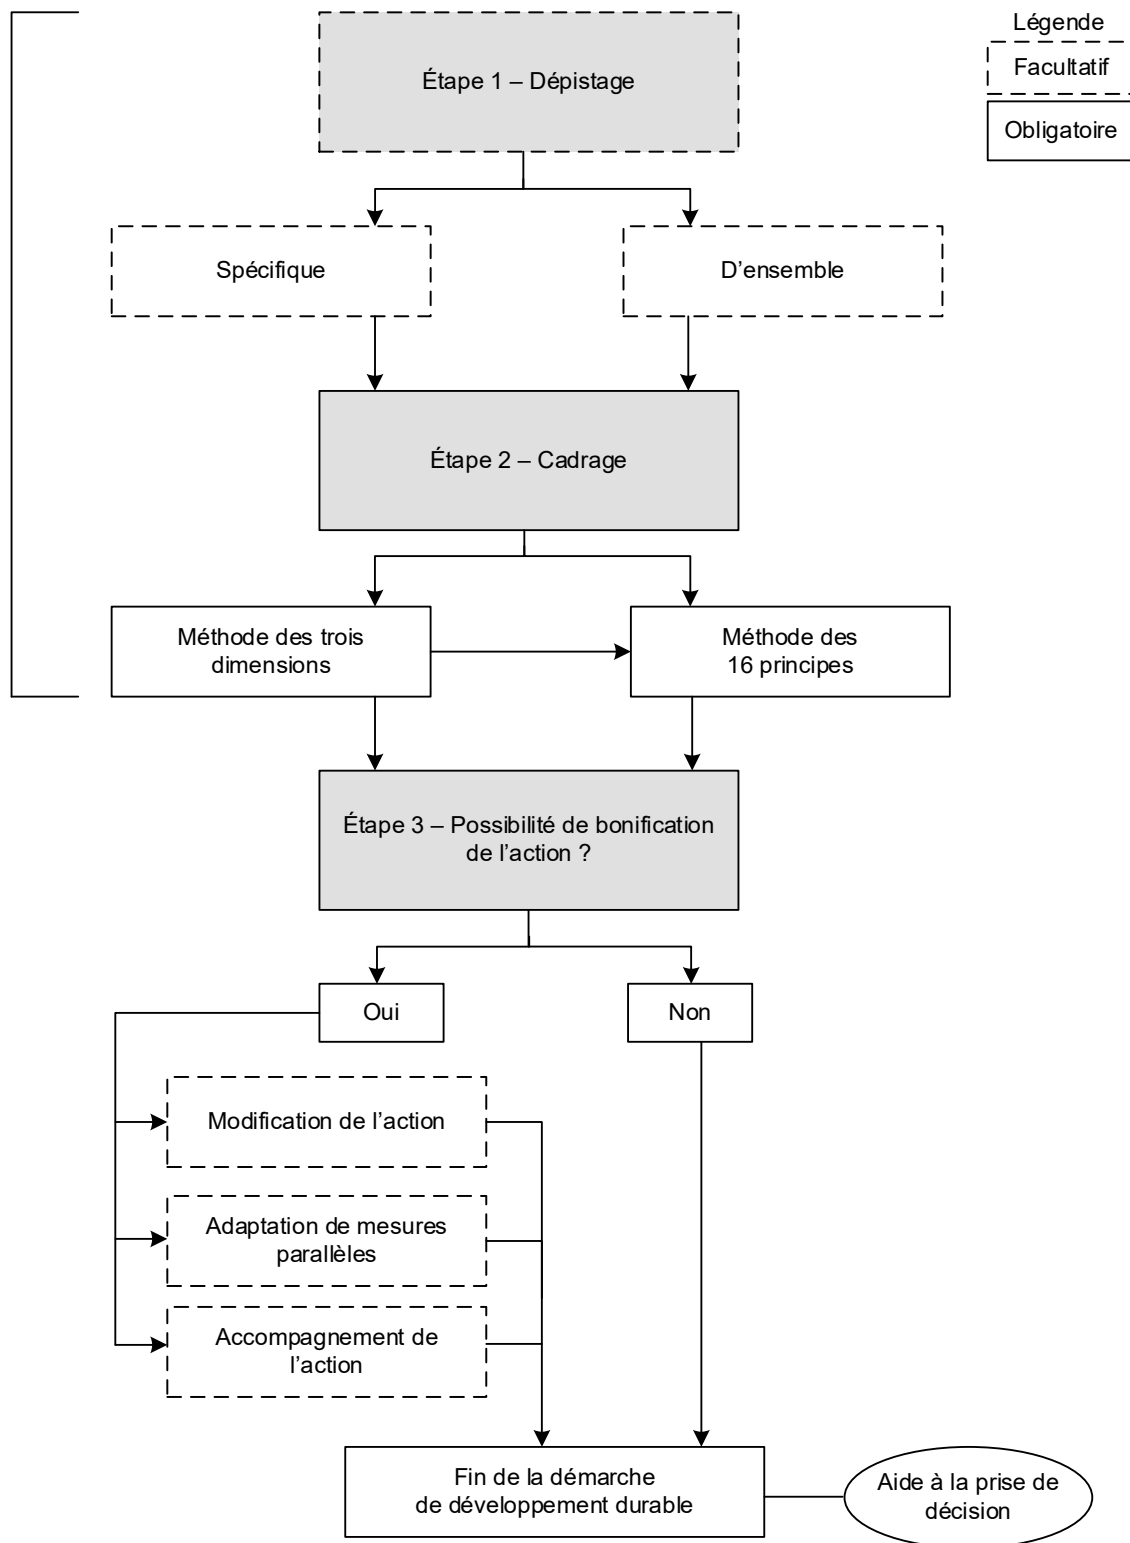 Légende
Facultatif
Obligatoire
Étape 1 – Dépistage
Spécifique
D’ensemble
Étape 2 – Cadrage
Méthode des trois
dimensions
Méthode des
16 principes
Étape 3 – Possibilité de bonification
de l’action ?
Oui
Non
Modification de l’action
Adaptation de mesures
parallèles
Accompagnement de
l’action
Fin de la démarche
de développement durable
Aide à la prise de
décision